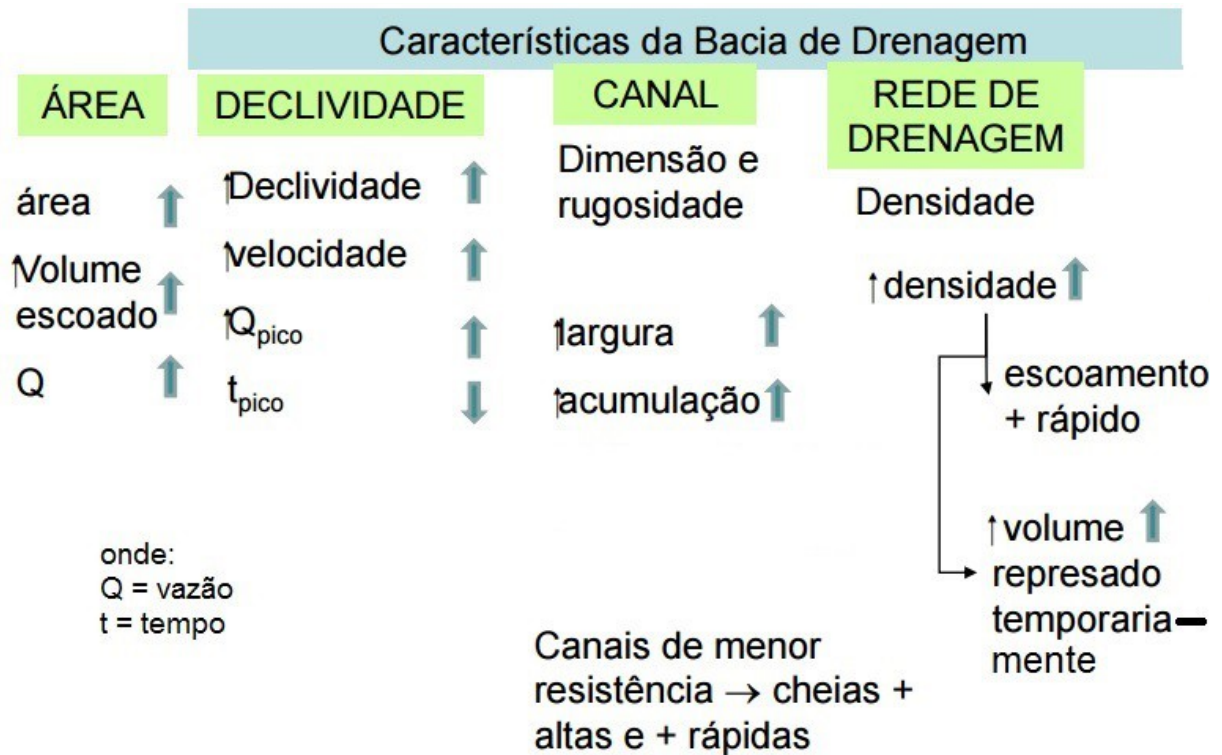 Características da Bacia de Drenagem
ÁREA
área
Volume
escoado
Q
DECLIVIDADE
Declividade
velocidade
Qpico
tpico
CANAL
Dimensão e
rugosidade
largura
acumulação
Canais de menor
resistência → cheias +
altas e + rápidas
REDE DE
DRENAGEM
Densidade
densidade
escoamento
+ rápido
volume
represado
temporaria-
mente
onde:
Q = vazão
t = tempo